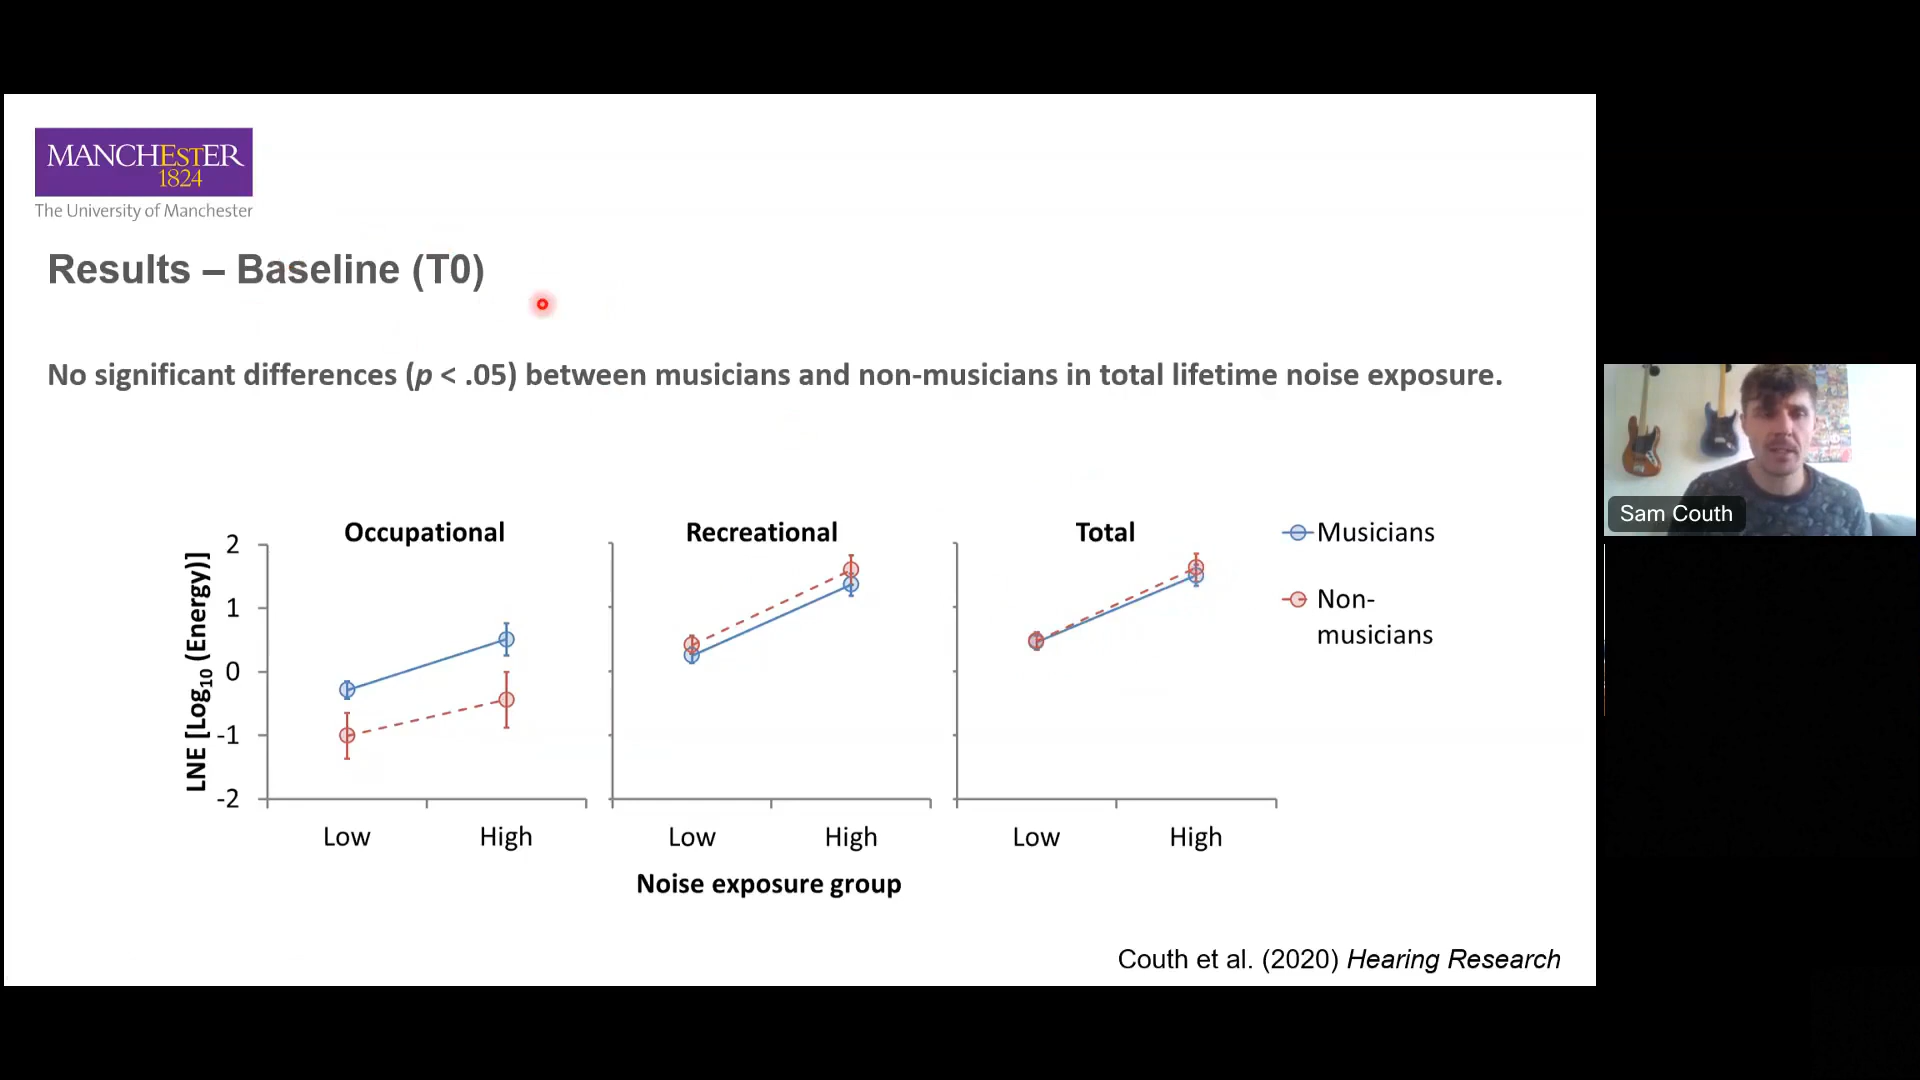 MANCHESTER
1824
The University of Manchester
Results – Baseline (T0)
No significant differences (p < .05) between musicians and non-musicians in total lifetime noise exposure.
Occupational
Recreational
Total
Musicians
Non-
musicians
LNE [Log10 (Energy)]
2
1
0
-1
-2
Low
High
Low
High
Low
High
Noise exposure group
Couth et al. (2020) Hearing Research
Sam Couth